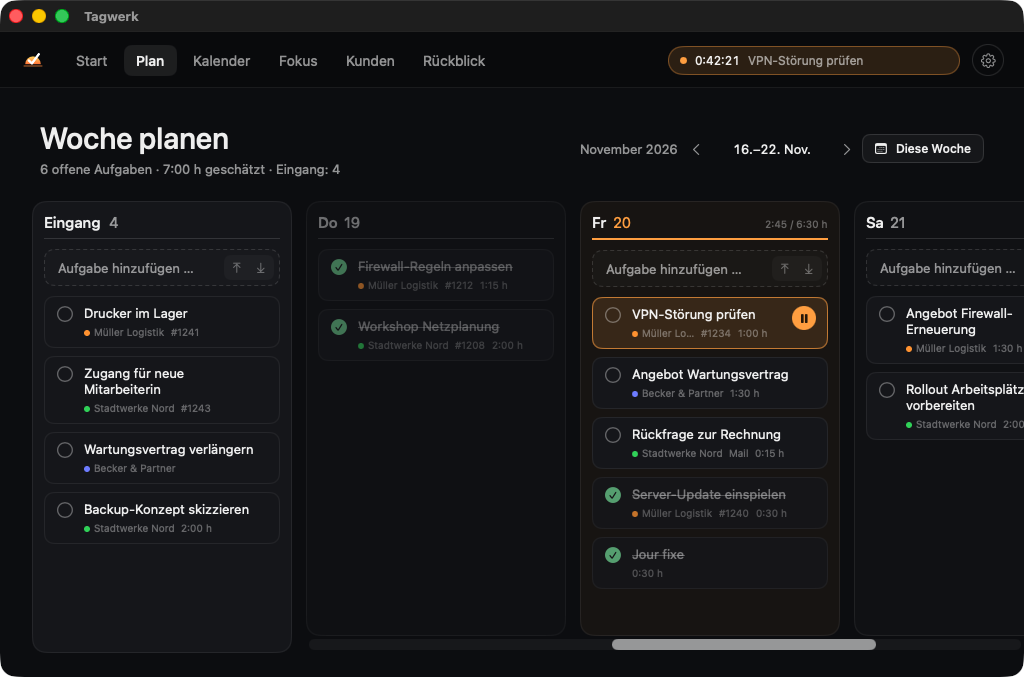 Tagwerk
Start
Plan
Kalender
Fokus
Kunden
Rückblick
0:42:21 VPN-Störung prüfen
Woche planen
6 offene Aufgaben · 7:00 h geschätzt · Eingang: 4
November 2026
16.–22. Nov.
Diese Woche
Eingang 4
Aufgabe hinzufügen ...
Drucker im Lager
Müller Logistik #1241
Zugang für neue
Mitarbeiterin
Stadtwerke Nord #1243
Wartungsvertrag verlängern
Becker & Partner
Backup-Konzept skizzieren
Stadtwerke Nord 2:00 h
Do 19
Firewall-Regeln anpassen
Müller Logistik #1212 1:15 h
Workshop Netzplanung
Stadtwerke Nord #1208 2:00 h
Fr 20
2:45 / 6:30 h
Aufgabe hinzufügen ...
VPN-Störung prüfen
Müller Lo... #1234 1:00 h
Angebot Wartungsvertrag
Becker & Partner 1:30 h
Rückfrage zur Rechnung
Stadtwerke Nord Mail 0:15 h
Server-Update einspielen
Müller Logistik #1240 0:30 h
Jour fixe
0:30 h
Sa 21
Aufgabe hinzufügen ...
Angebot Firewall-
Erneuerung
Müller Logistik 1:30 h
Rollout Arbeitsplätz
vorbereiten
Stadtwerke Nord 2:00